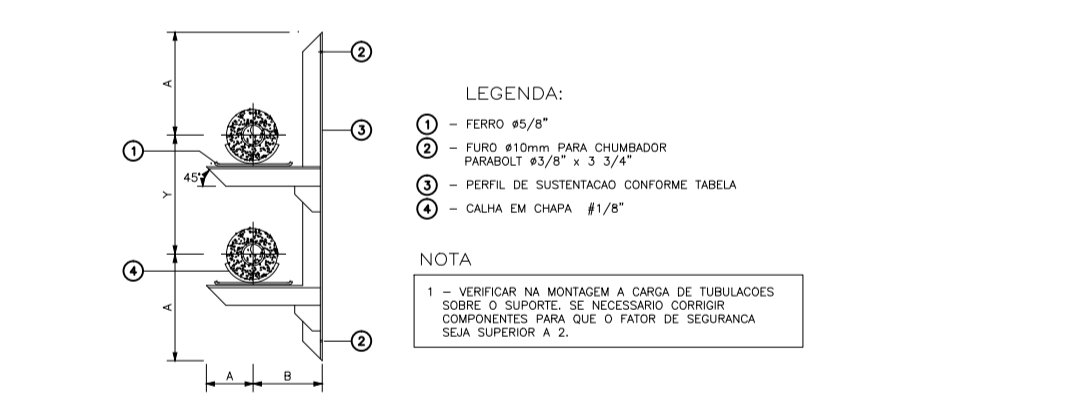 2
A
LEGENDA:
1 – FERRO ø5/8"
3
2 – FURO ø10mm PARA CHUMBADOR
PARABOLT ø3/8" x 3 3/4"
1
45°
3 – PERFIL DE SUSTENTACAO CONFORME TABELA
Y
4 – CALHA EM CHAPA #1/8"
NOTA
4
1 – VERIFICAR NA MONTAGEM A CARGA DE TUBULACOES
SOBRE O SUPORTE. SE NECESSARIO CORRIGIR
COMPONENTES PARA QUE O FATOR DE SEGURANCA
SEJA SUPERIOR A 2.
A
2
A
B